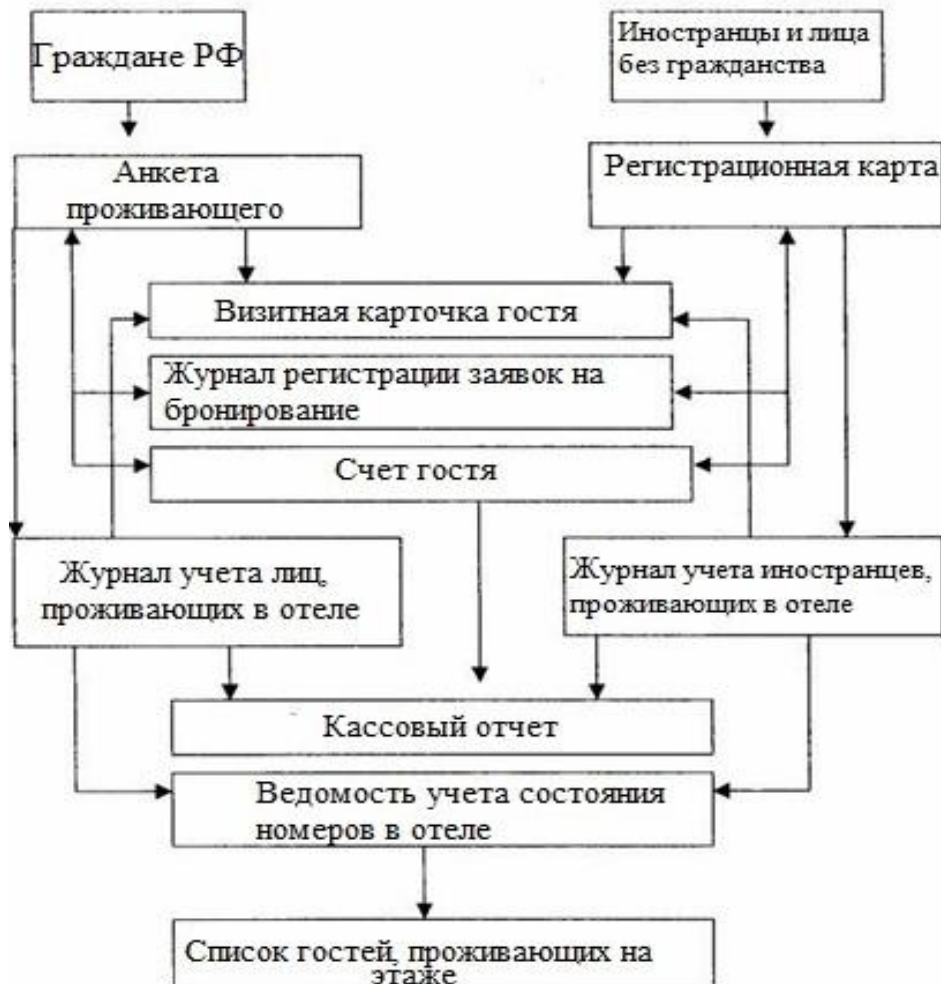 Граждане РФ
Иностранцы и лица
без гражданства
Анкета
проживающего
Регистрационная карта
Визитная карточка гостя
Журнал регистрации заявок на
бронирование
Счет гостя
Журнал учета лиц,
проживающих в отеле
Журнал учета иностранцев,
проживающих в отеле
Кассовый отчет
Ведомость учета состояния
номеров в отеле
Список гостей, проживающих на
этаже